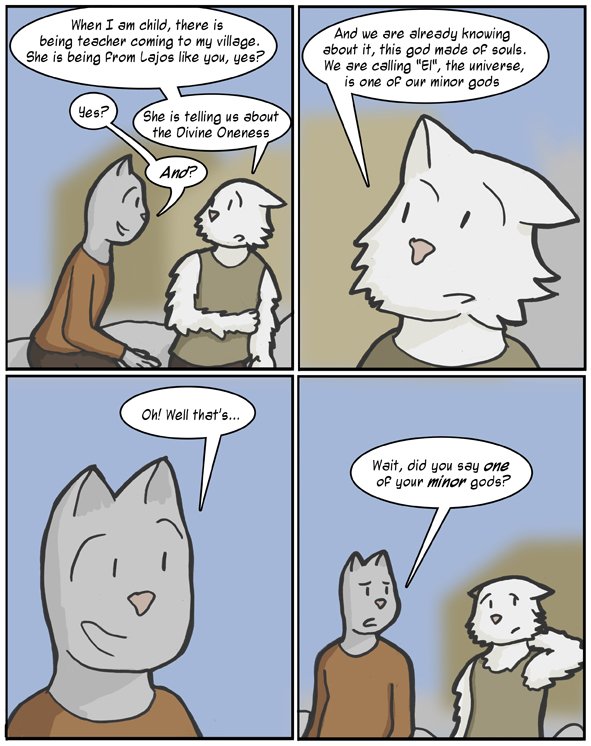 When I am child, there is
being teacher coming to my village.
She is being from Lajos like you, yes?
Yes?
She is telling us about
the Divine Oneness
And?
And we are already knowing
about it, this god made of souls.
We are calling "El", the universe,
is one of our minor gods
Oh! Well that's...
Wait, did you say one
of your minor gods?